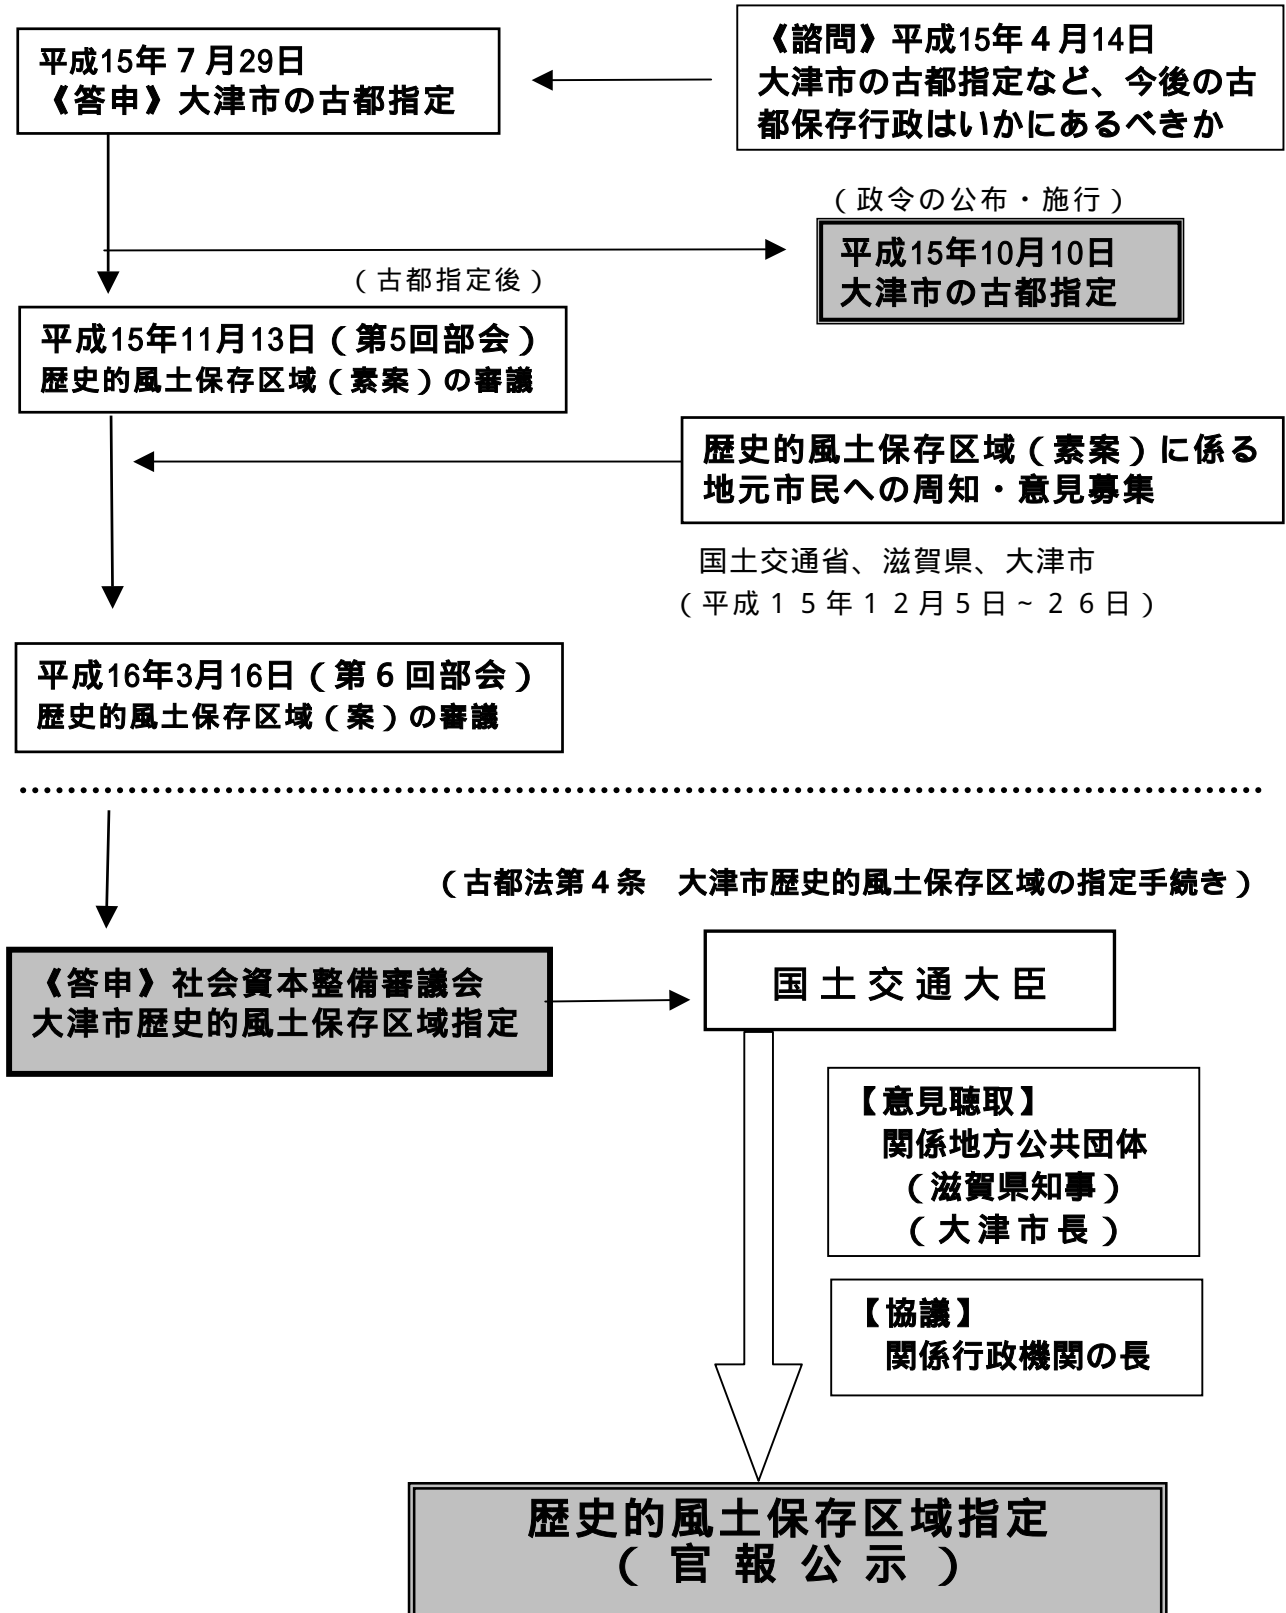 《諮問》平成15年４月14日
大津市の古都指定など、今後の古
都保存行政はいかにあるべきか
平成15年７月29日
《答申》大津市の古都指定
（政令の公布・施行）
平成15年10月10日
大津市の古都指定
（古都指定後）
平成15年11月13日（第5回部会）
歴史的風土保存区域（素案）の審議
歴史的風土保存区域（素案）に係る
地元市民への周知・意見募集
国土交通省、滋賀県、大津市
（平成１５年１２月５日~２６日）
平成16年3月16日（第６回部会）
歴史的風土保存区域（案）の審議
（古都法第４条　大津市歴史的風土保存区域の指定手続き）
《答申》社会資本整備審議会
大津市歴史的風土保存区域指定
国土交通大臣
【意見聴取】
関係地方公共団体
（滋賀県知事）
（大津市長）
【協議】
関係行政機関の長
歴史的風土保存区域指定
（官報公示）